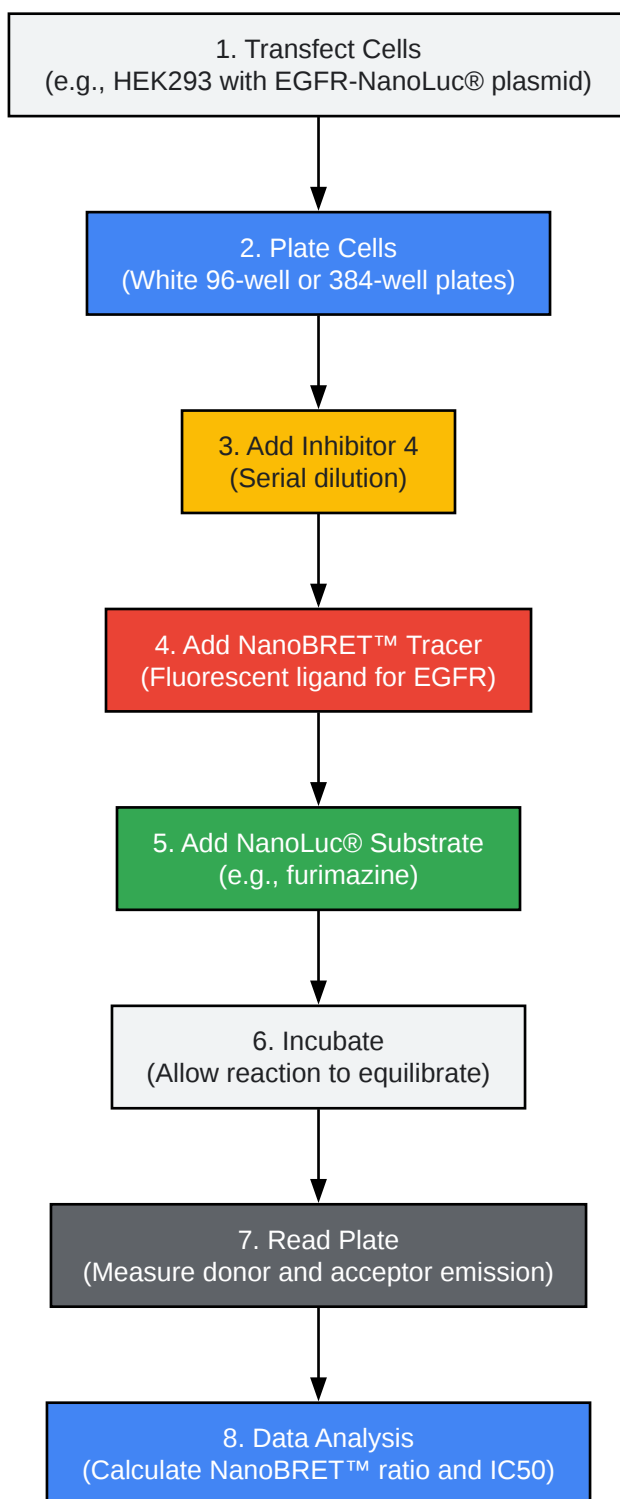 1. Transfect Cells
(e.g., HEK293 with EGFR-NanoLuc® plasmid)
2. Plate Cells
(White 96-well or 384-well plates)
3. Add Inhibitor 4
(Serial dilution)
4. Add NanoBRET™ Tracer
(Fluorescent ligand for EGFR)
5. Add NanoLuc® Substrate
(e.g., furimazine)
6. Incubate
(Allow reaction to equilibrate)
7. Read Plate
(Measure donor and acceptor emission)
8. Data Analysis
(Calculate NanoBRET™ ratio and IC50)